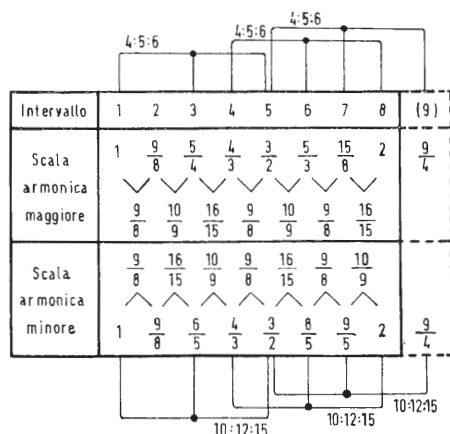 4:5:6
4:5:6
4:5:6
Intervallo 1 2 3 4 5 6 7 8 (9)
Scala armonica maggiore
1 9/8 5/4 4/3 3/2 5/3 15/8 2 9/4
9/8 10/9 16/15 9/8 10/9 9/8 16/15
Scala armonica minore
9/8 16/15 10/9 9/8 16/15 9/8 10/9
1 9/8 6/5 4/3 3/2 8/5 9/5 2 9/4
10:12:15
10:12:15
10:12:15